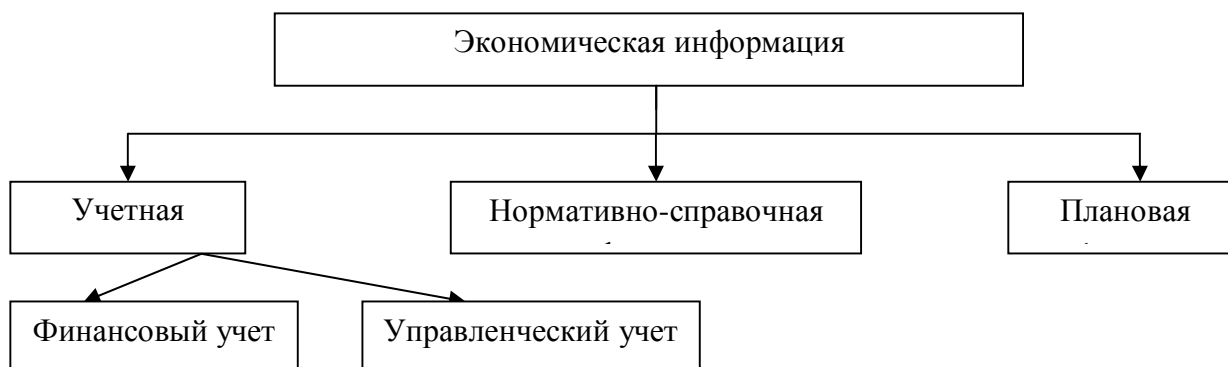 Экономическая информация
Учетная
Нормативно-справочная
Плановая
Финансовый учет
Управленческий учет